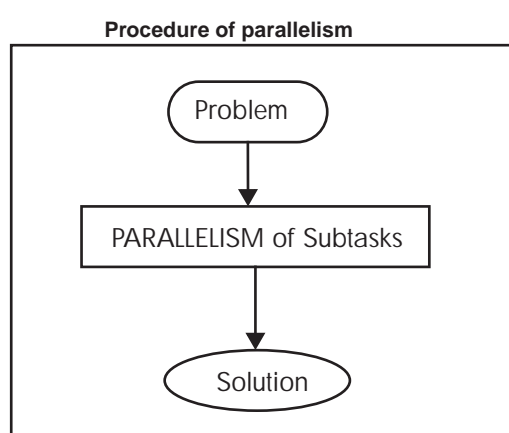 Procedure of parallelism
Problem
PARALLELISM of Subtasks
Solution